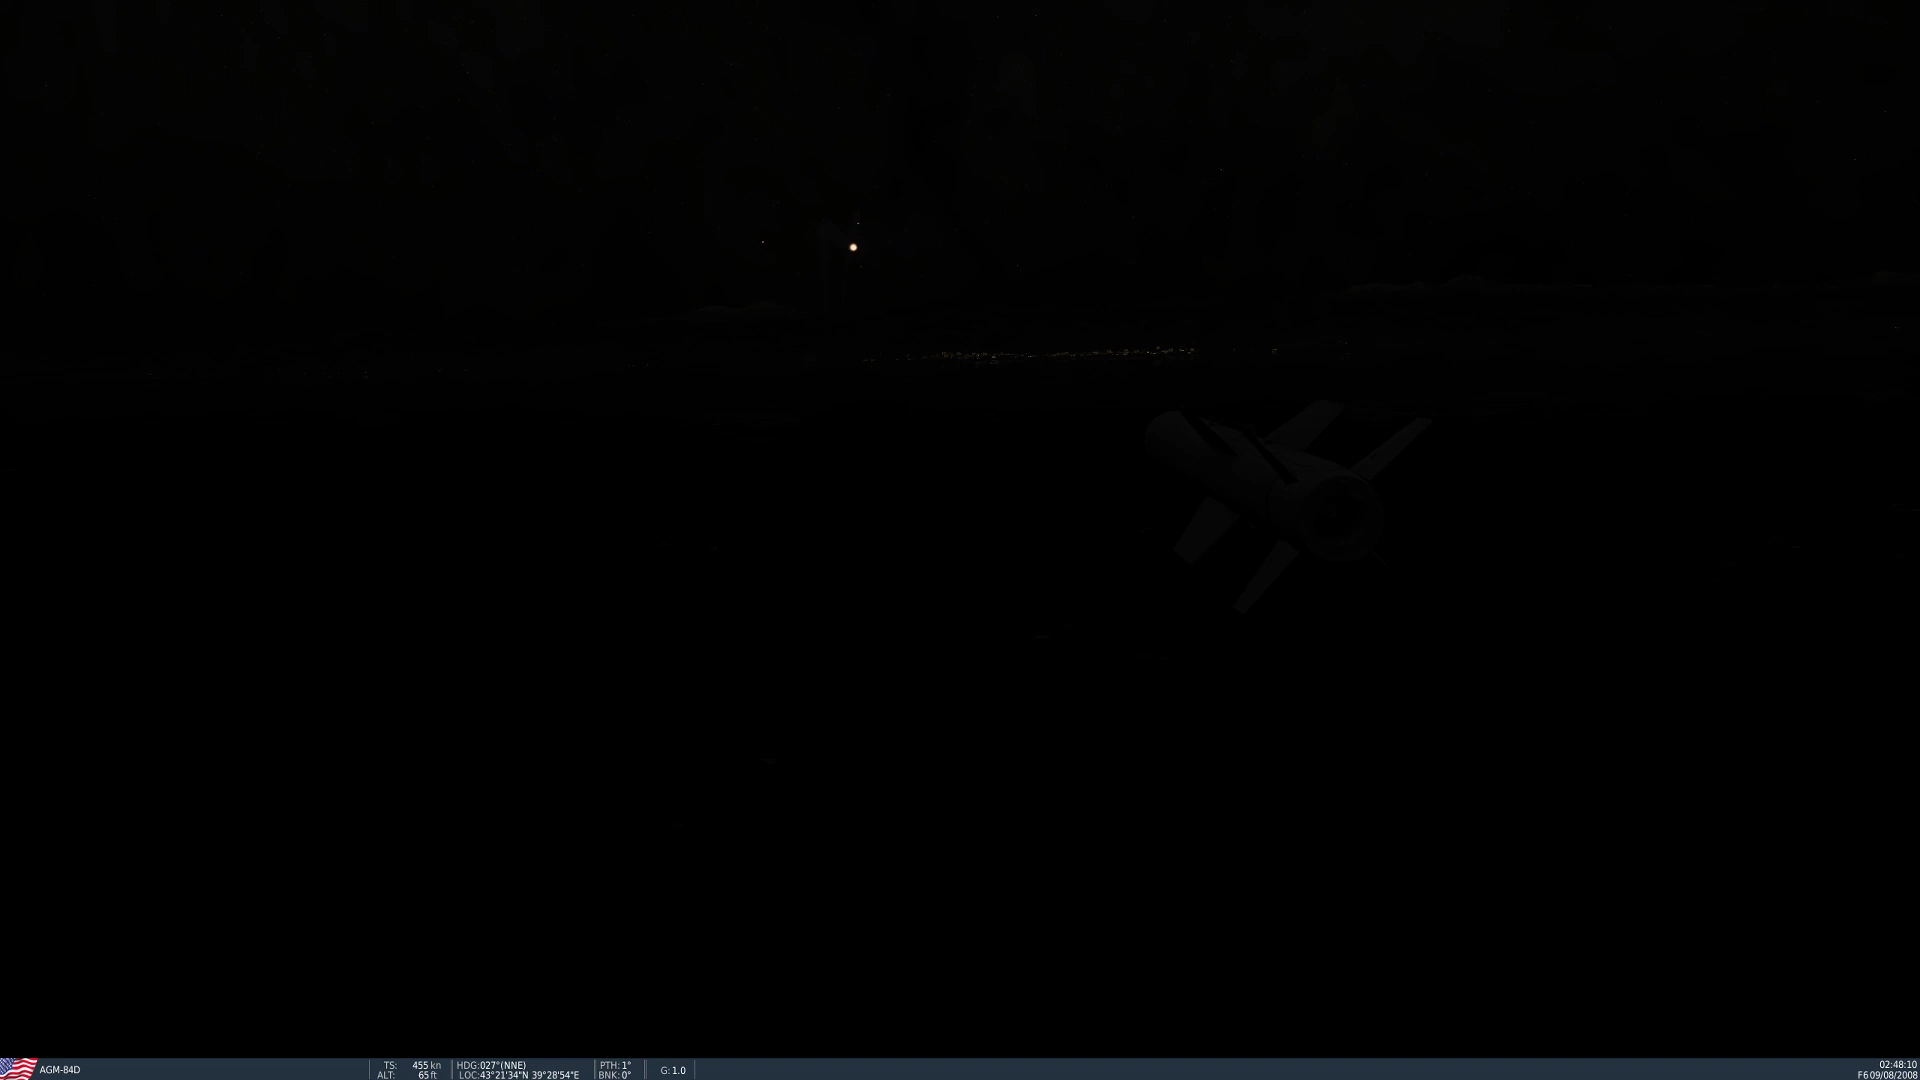 AGM-84D
TS: 455 kn
ALT: 65 ft
HDG:027°(NNE)
LOC:43°21'34"N 39°28'54"E
PTH: 1°
BNK: 0°
G: 1.0
02:48:10
F6 09/08/2008